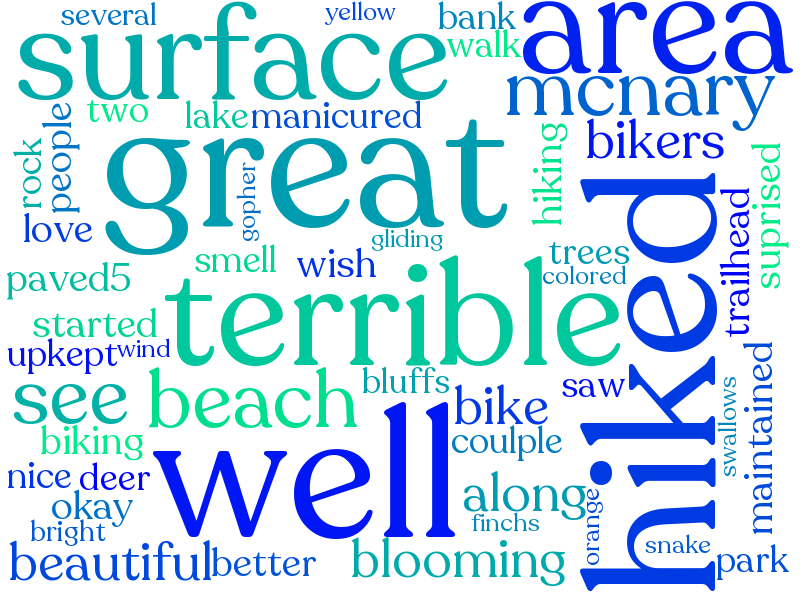 several
yellow
bank
area
surface
walk
mcnary
two
lake
manicured
rock
people
great
bikers
hiking
suprised
love
gopher
gliding
trailhead
hiked
smell
wish
trees
paved5
colored
terrible
started
upkept
wind
see
beach
bluffs
bike
saw
swallows
maintained
biking
well
coulple
nice
deer
along
okay
orange
bright
finchs
beautiful
better
blooming
snake
park